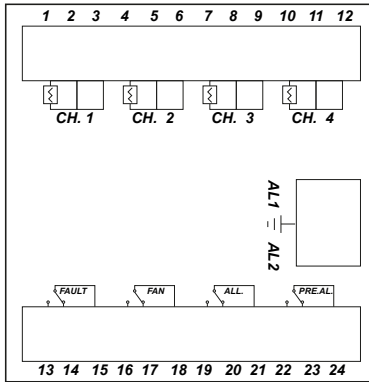 1 2 3 4 5 6 7 8 9 10 11 12
CH. 1 CH. 2 CH. 3 CH. 4
AL1
AL2
FAULT FAN ALL. PRE.AL.
13 14 15 16 17 18 19 20 21 22 23 24